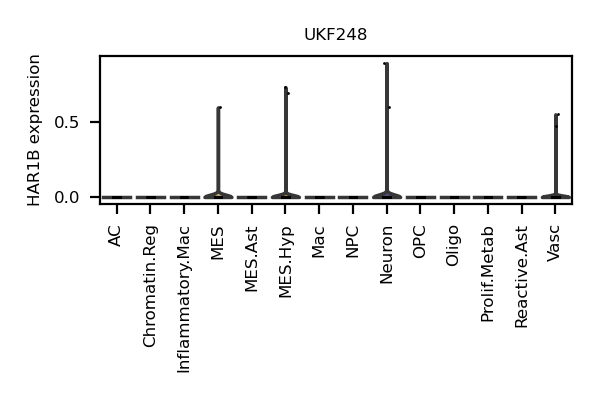 UKF248
HAR1B expression
0.5
0.0
AC
Chromatin.Reg
Inflammatory.Mac
MES
MES.Ast
MES.Hyp
Mac
NPC
Neuron
OPC
Oligo
Prolif.Metab
Reactive.Ast
Vasc